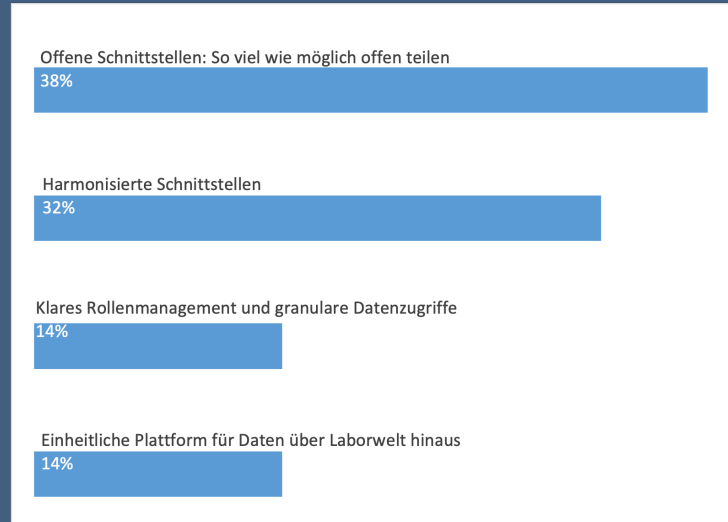 Offene Schnittstellen: So viel wie möglich offen teilen
38%
Harmonisierte Schnittstellen
32%
Klares Rollenmanagement und granulare Datenzugriffe
14%
Einheitliche Plattform für Daten über Laborwelt hinaus
14%